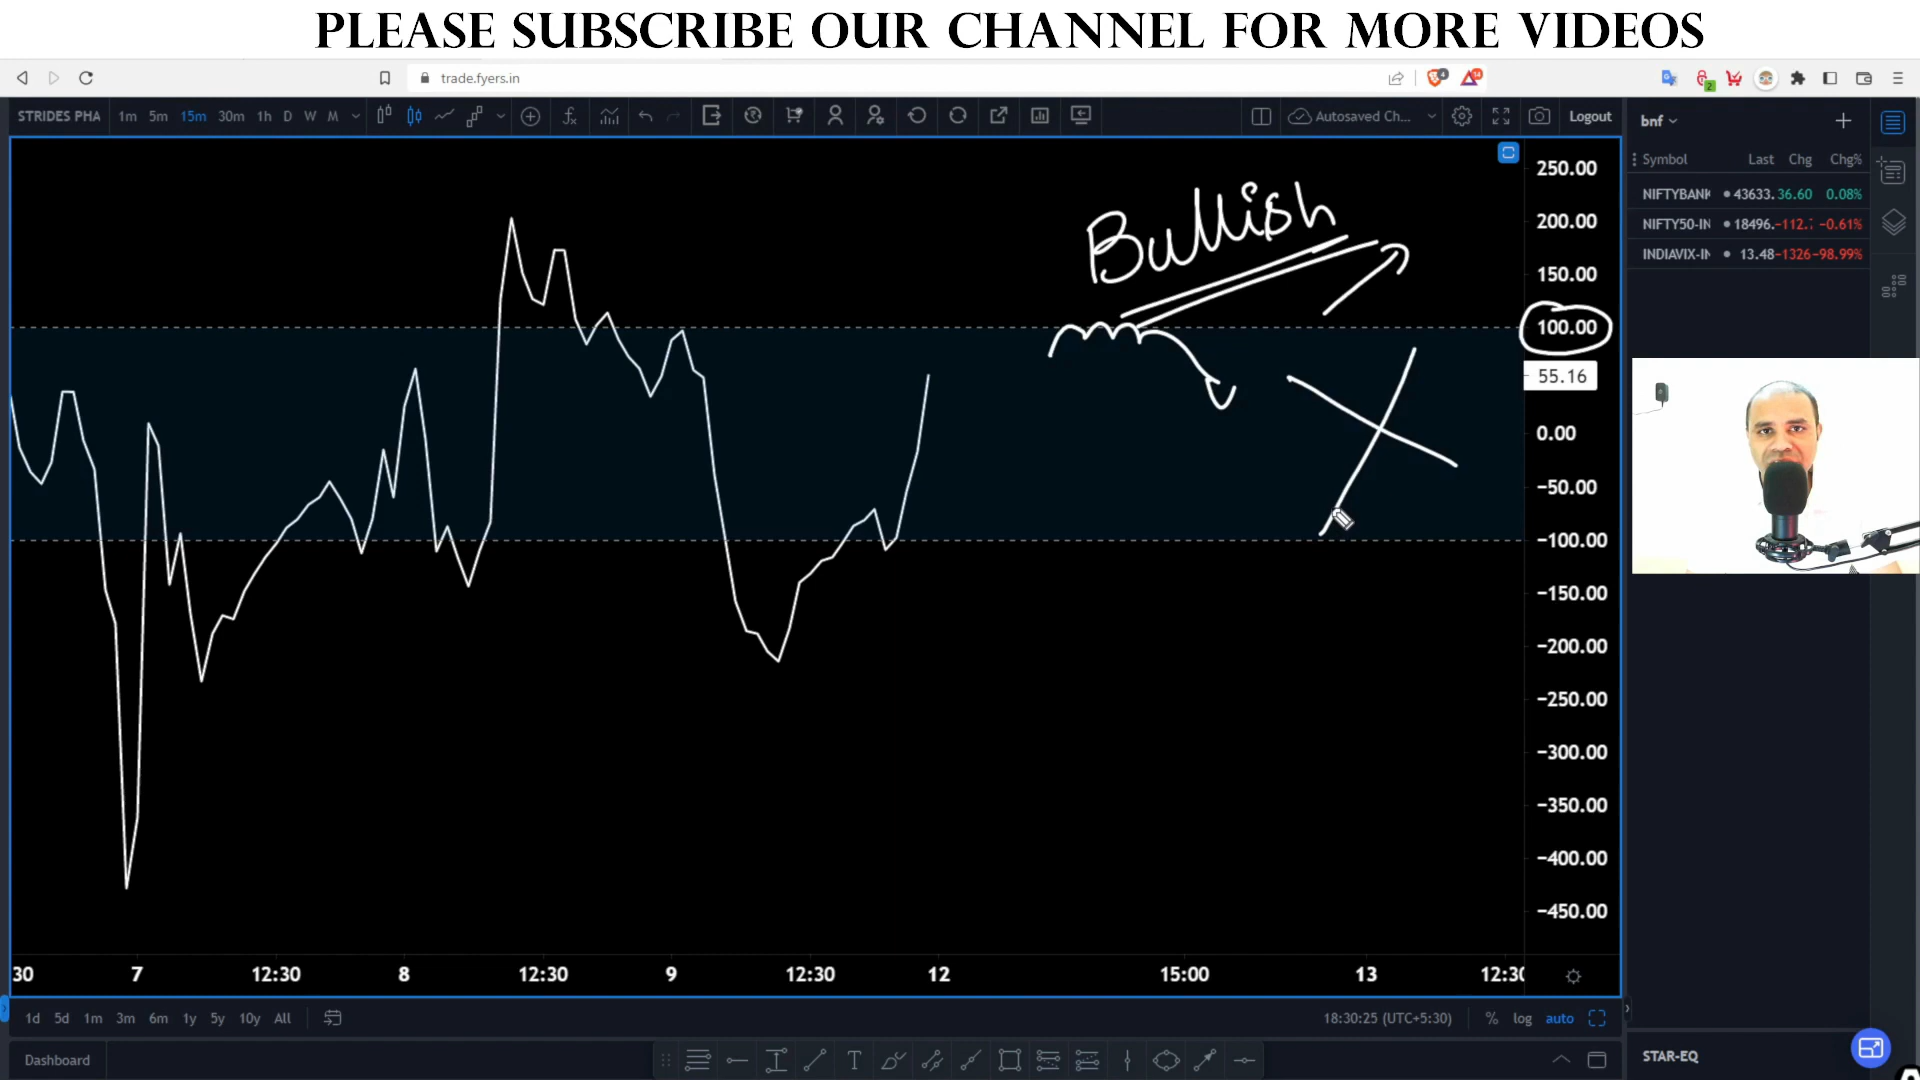 PLEASE SUBSCRIBE OUR CHANNEL FOR MORE VIDEOS
trade.fyers.in
4
14
2
STRIDES PHA 1m 5m 15m 30m 1h D W M
Autosaved Ch...
Logout
bnf
Symbol Last Chg Chg%
NIFTYBANK 43633. 36.60 0.08%
NIFTY50-IN 18496. -112. -0.61%
INDIAVIX-IN 13.48 -1326 -98.99%
Bullish
250.00
200.00
150.00
100.00
55.16
0.00
−50.00
−100.00
−150.00
−200.00
−250.00
−300.00
−350.00
−400.00
−450.00
30 7 12:30 8 12:30 9 12:30 12 15:00 13 12:30
1d 5d 1m 3m 6m 1y 5y 10y All
18:30:25 (UTC+5:30) % log auto
Dashboard
T
STAR-EQ